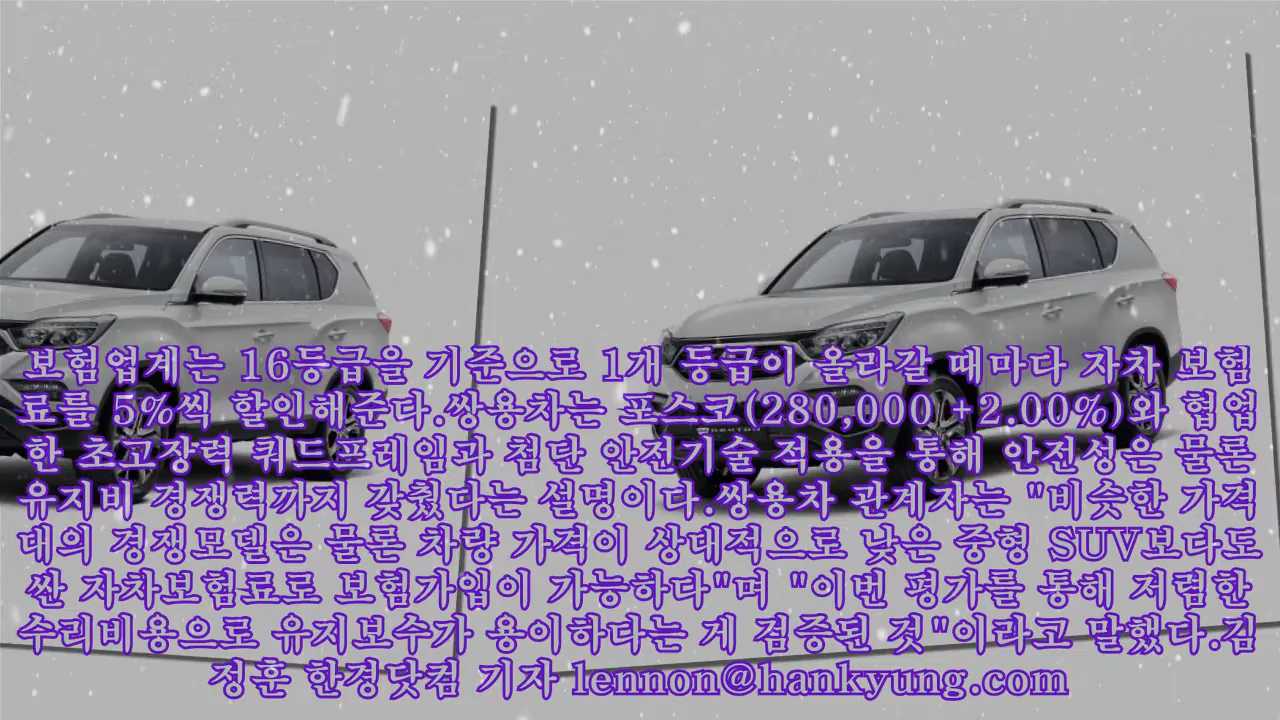 보험업계는 16등급을 기준으로 1개 등급이 올라갈 때마다 자차 보험
료를 5%씩 할인해준다.쌍용차는 포스코(280,000 +2.00%)와 협업
한 초고장력 쿼드프레임과 첨단 안전기술 적용을 통해 안전성은 물론
유지비 경쟁력까지 갖췄다는 설명이다.쌍용차 관계자는 "비슷한 가격
대의 경쟁모델은 물론 차량 가격이 상대적으로 낮은 중형 SUV보다도
싼 자차보험료로 보험가입이 가능하다"며 "이번 평가를 통해 저렴한
수리비용으로 유지보수가 용이하다는 게 검증된 것"이라고 말했다.김
정훈 한경닷컴 기자 lennon@hankyung.com